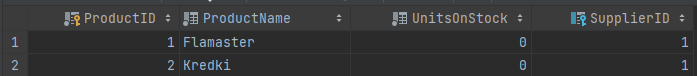 ProductID ProductName UnitsOnStock SupplierID
1 1 Flamaster 0 1
2 2 Kredki 0 1